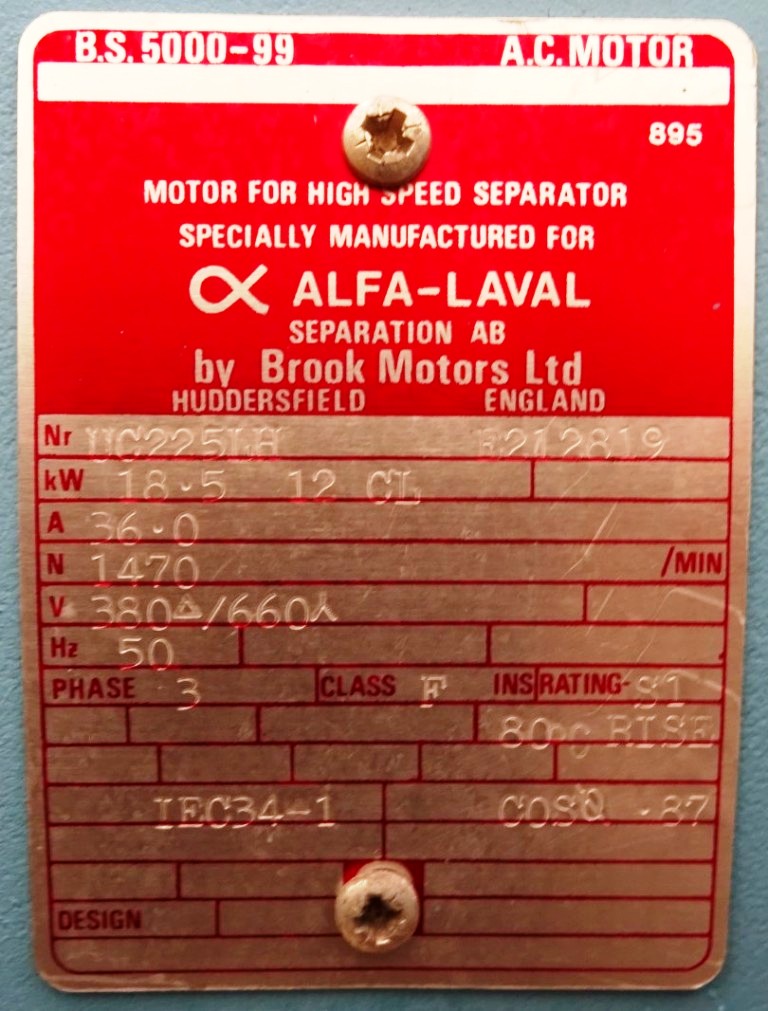 B.S. 5000-99 A.C. MOTOR
895
MOTOR FOR HIGH SPEED SEPARATOR
SPECIALLY MANUFACTURED FOR
α ALFA-LAVAL
SEPARATION AB
by Brook Motors Ltd
HUDDERSFIELD ENGLAND
Nr UC225LH E212819
kW 18.5 12 CL
A 36.0
N 1470 /MIN
V 380Δ/660⅄
Hz 50
PHASE 3 CLASS F INS RATING- S1
80°C RISE
IEC34-1 COSØ .87
DESIGN